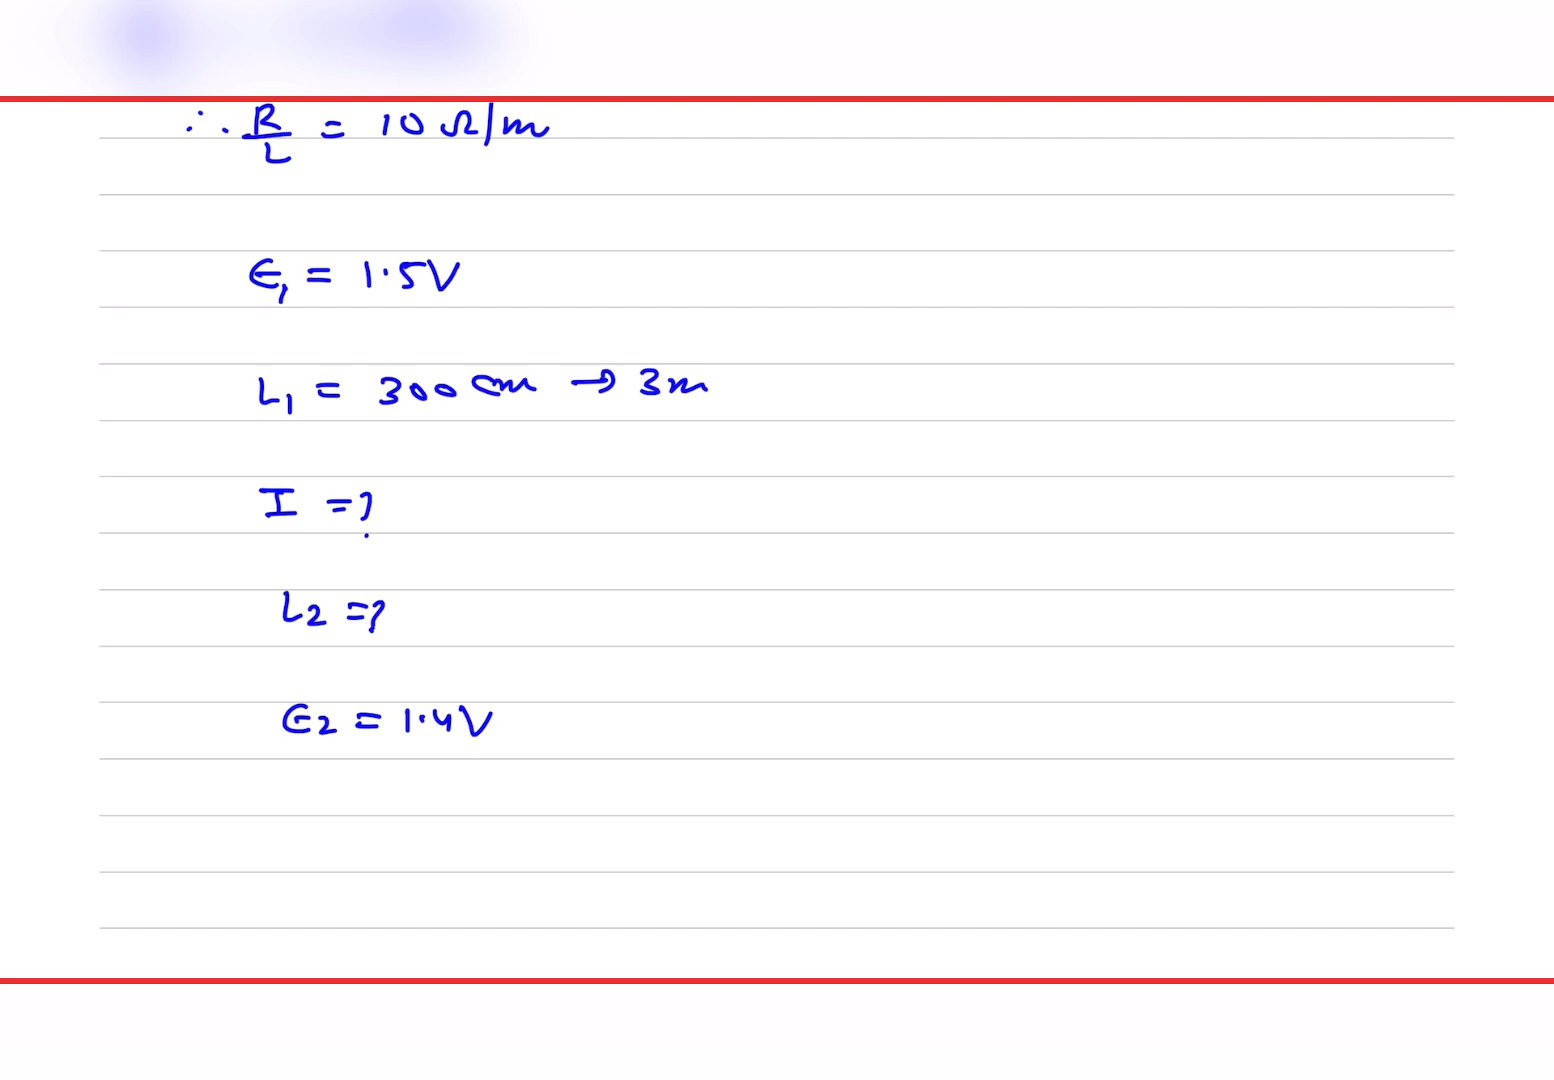 ∴ R/L = 10 Ω/m
E₁ = 1.5V
L₁ = 300 cm → 3m
I = ?
L2 = ?
E2 = 1.4V